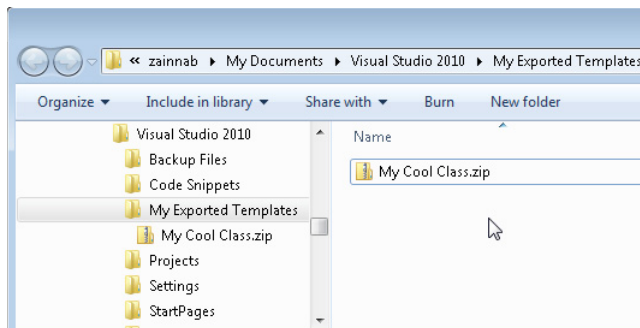 « zainnab ▸ My Documents ▸ Visual Studio 2010 ▸ My Exported Templates
Organize Include in library Share with Burn New folder
Visual Studio 2010
Backup Files
Code Snippets
My Exported Templates
My Cool Class.zip
Projects
Settings
StartPages
Name
My Cool Class.zip